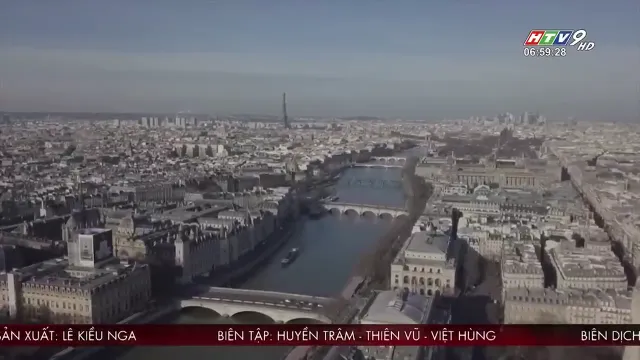 HTV9 HD
06:59:28
SẢN XUẤT: LÊ KIỀU NGA BIÊN TẬP: HUYỀN TRÂM - THIÊN VŨ - VIỆT HÙNG BIÊN DỊCH